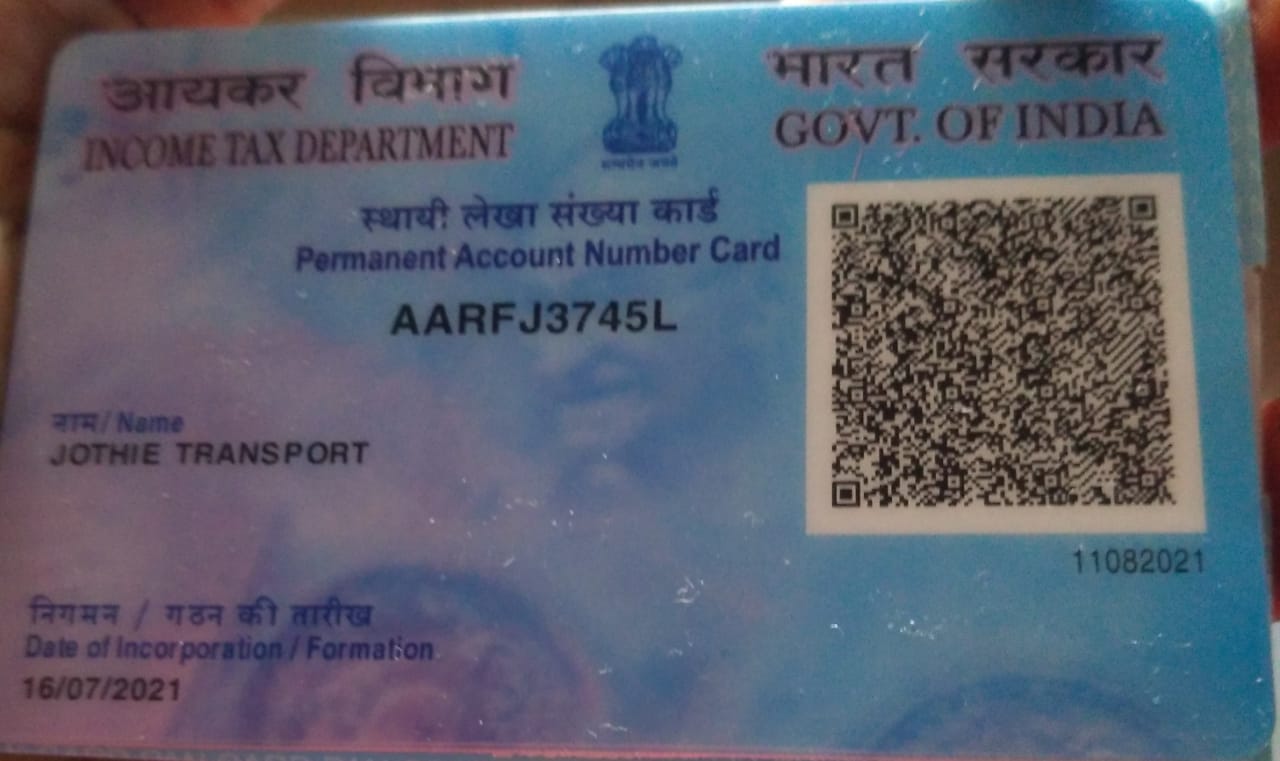 आयकर विभाग
INCOME TAX DEPARTMENT
सत्यमेव जयते
भारत सरकार
GOVT. OF INDIA
स्थायी लेखा संख्या कार्ड
Permanent Account Number Card
AARFJ3745L
नाम / Name
JOTHIE TRANSPORT
11082021
निगमन / गठन की तारीख
Date of Incorporation / Formation
16/07/2021